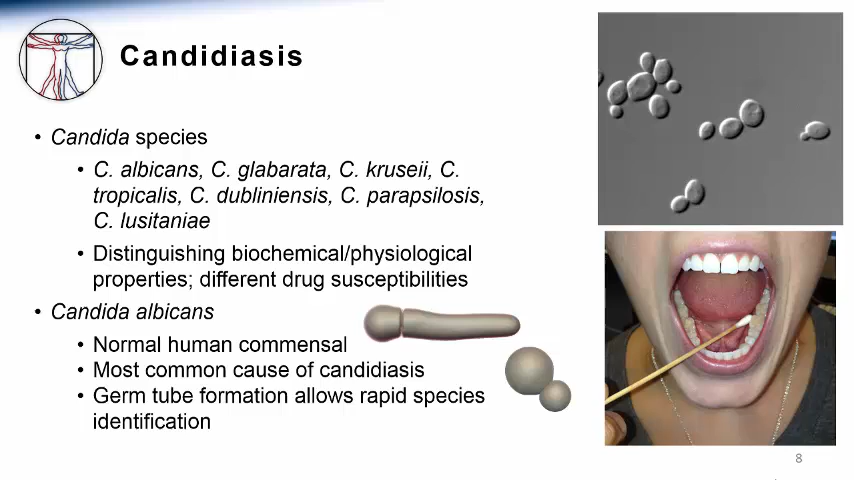 Candidiasis
• Candida species
• C. albicans, C. glabarata, C. kruseii, C.
tropicalis, C. dubliniensis, C. parapsilosis,
C. lusitaniae
• Distinguishing biochemical/physiological
properties; different drug susceptibilities
• Candida albicans
• Normal human commensal
• Most common cause of candidiasis
• Germ tube formation allows rapid species
identification
8